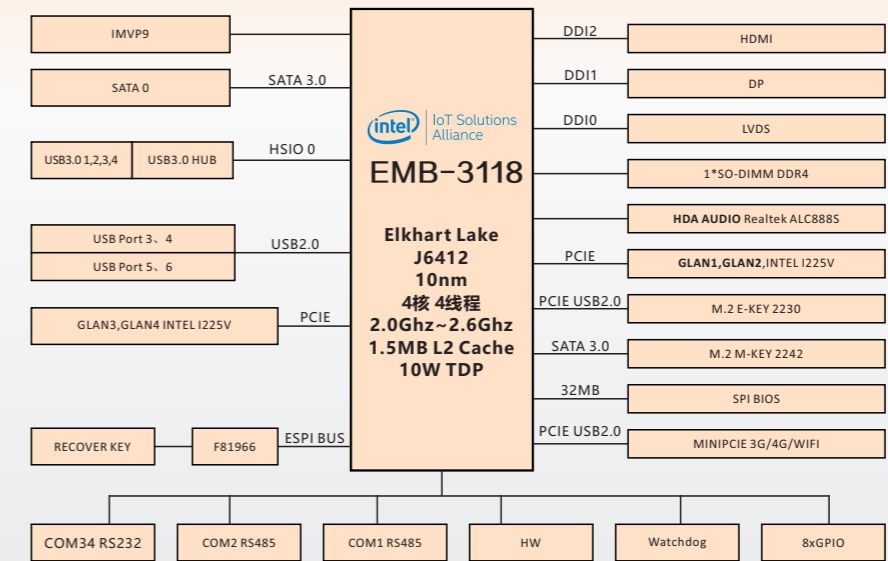 IMVP9
SATA 0
SATA 3.0
USB3.0 1,2,3,4
USB3.0 HUB
HSIO 0
USB Port 3、4
USB Port 5、6
USB2.0
GLAN3,GLAN4 INTEL I225V
PCIE
RECOVER KEY
F81966
ESPI BUS
intel
IoT Solutions
Alliance
EMB-3118
Elkhart Lake
J6412
10nm
4核 4线程
2.0Ghz~2.6Ghz
1.5MB L2 Cache
10W TDP
DDI2
HDMI
DDI1
DP
DDI0
LVDS
1*SO-DIMM DDR4
HDA AUDIO Realtek ALC888S
PCIE
GLAN1,GLAN2,INTEL I225V
PCIE USB2.0
M.2 E-KEY 2230
SATA 3.0
M.2 M-KEY 2242
32MB
SPI BIOS
PCIE USB2.0
MINIPCIE 3G/4G/WIFI
COM34 RS232
COM2 RS485
COM1 RS485
HW
Watchdog
8xGPIO